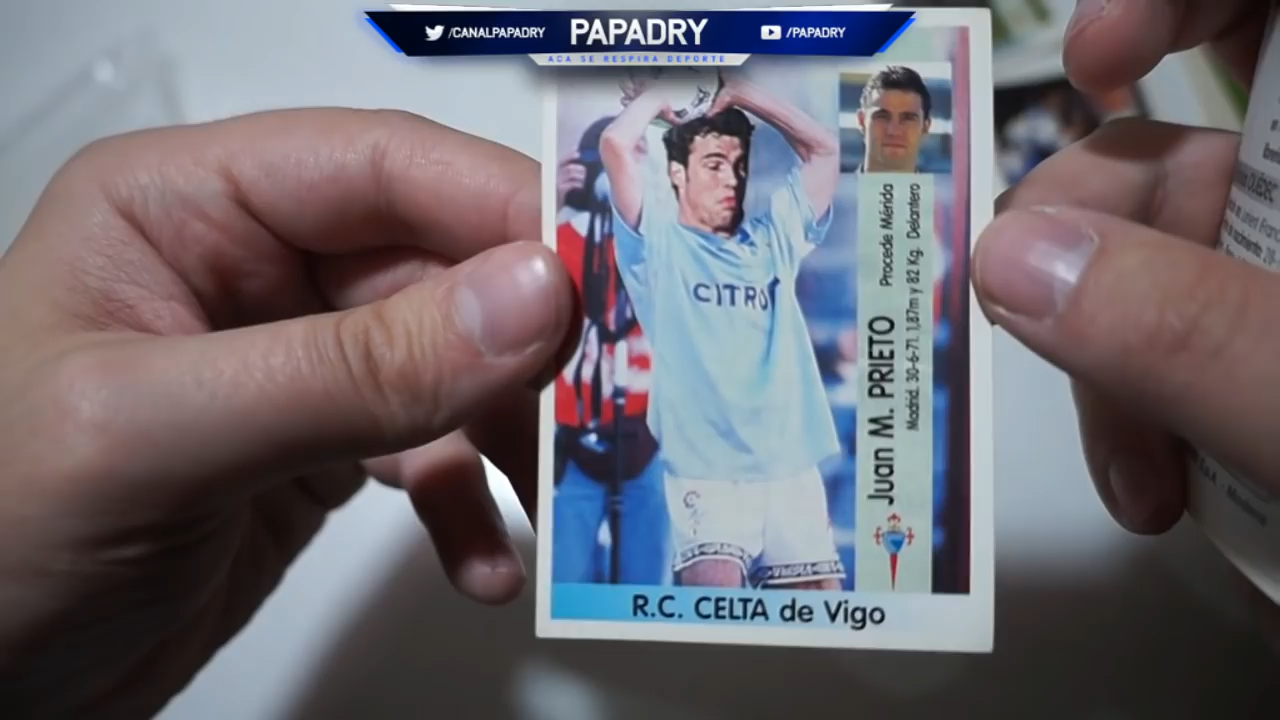 /CANALPAPADRY
PAPADRY
/PAPADRY
ACA SE RESPIRA DEPORTE
CITRO
Juan M. PRIETO
Procede Mérida
Madrid. 30-6-71. 1,87m y 82 Kg. Delantero
R.C. CELTA de Vigo